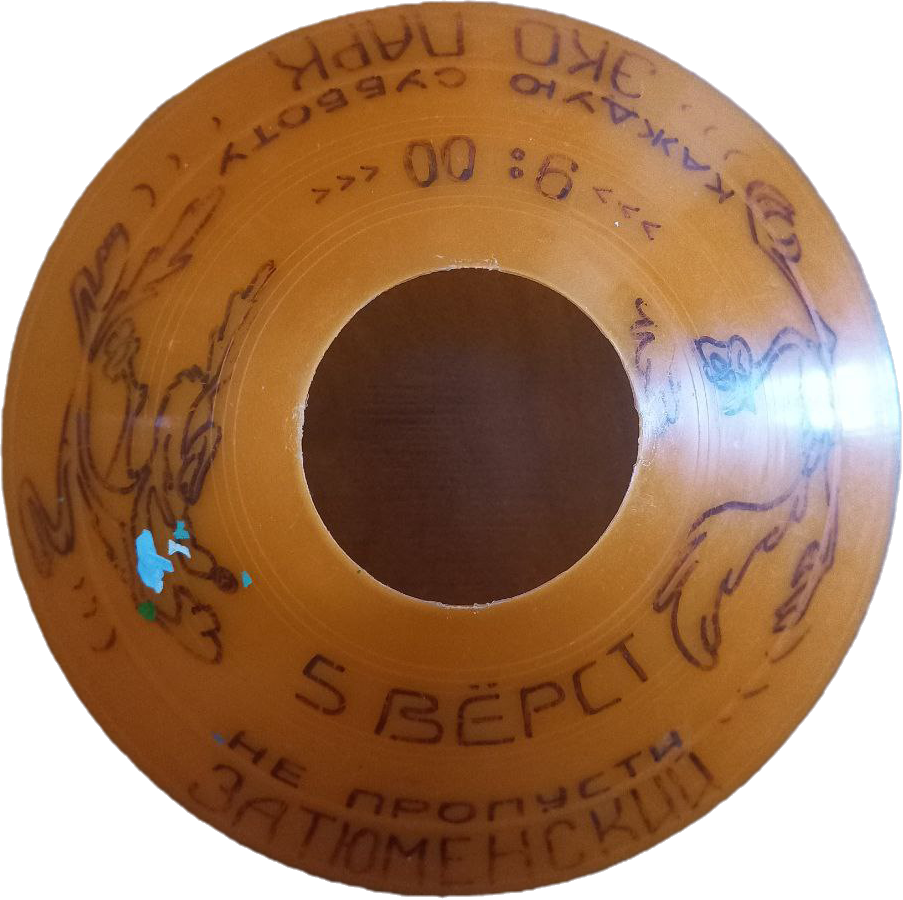 ЭКО ПАРК
КАЖДУЮ СУББОТУ
>>> 9:00 <<<
5 ВЁРСТ
НЕ ПРОПУСТИ
ЗАТЮМЕНСКИЙ